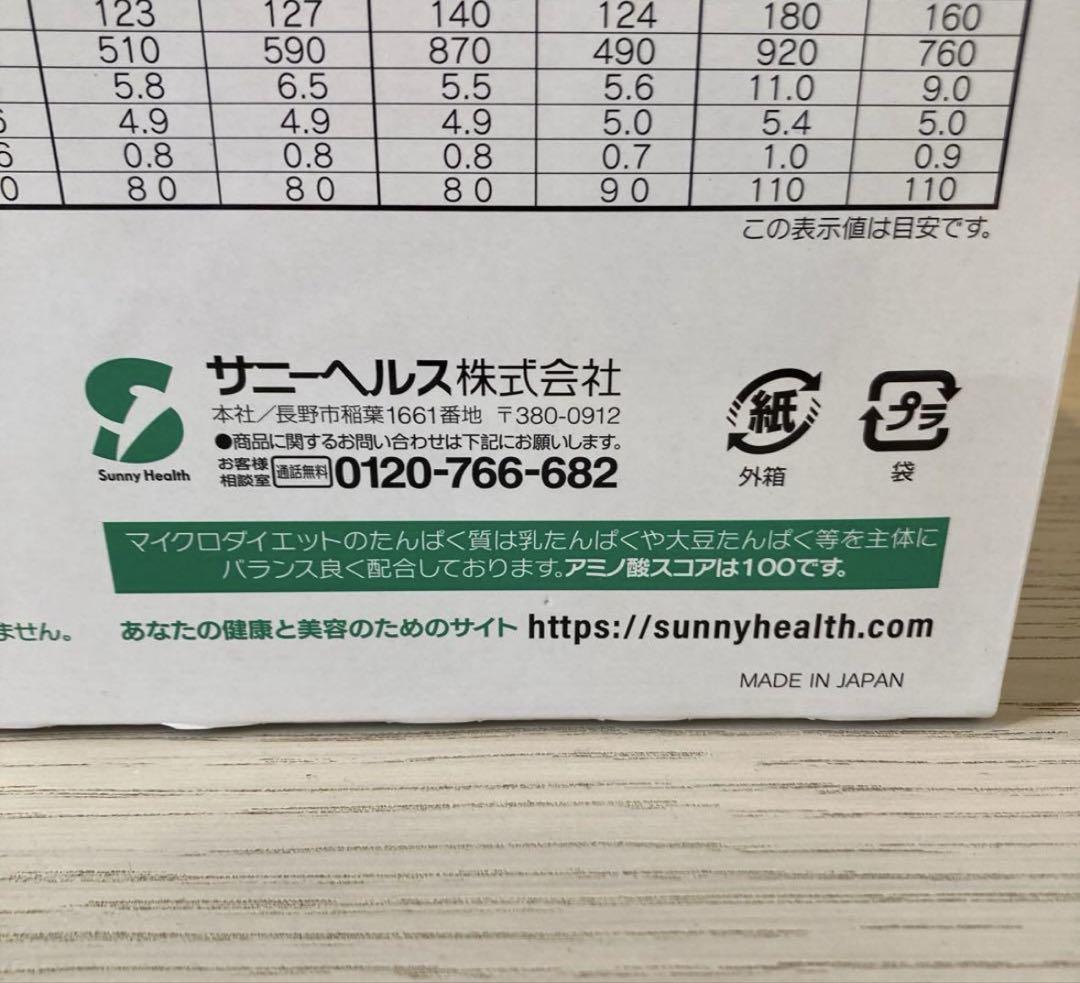 123 127 140 124 180 160
510 590 870 490 920 760
5.8 6.5 5.5 5.6 11.0 9.0
4.9 4.9 4.9 5.0 5.4 5.0
0.8 0.8 0.8 0.7 1.0 0.9
0 80 80 80 90 110 110
この表示値は目安です。
Sunny Health
サニーヘルス株式会社
本社／長野市稲葉1661番地 〒380-0912
●商品に関するお問い合わせは下記にお願いします。
お客様相談室 通話無料 0120-766-682
紙
外箱
プラ
袋
マイクロダイエットのたんぱく質は乳たんぱくや大豆たんぱく等を主体に
バランス良く配合しております。アミノ酸スコアは100です。
ません。 あなたの健康と美容のためのサイト https://sunnyhealth.com
MADE IN JAPAN